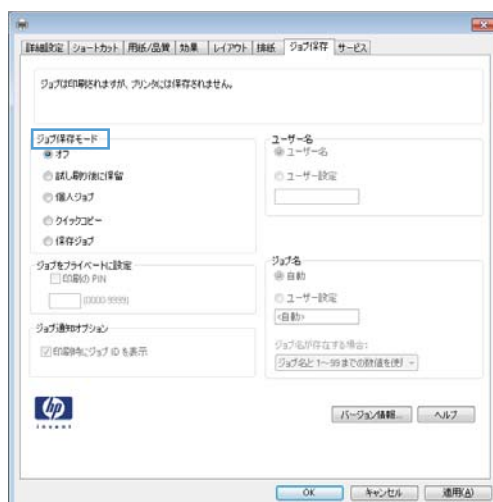 詳細設定 ショートカット 用紙/品質 効果 レイアウト 排紙 ジョブ保存 サービス
ジョブは印刷されますが、プリンタには保存されません。
ジョブ保存モード
オフ
試し刷り後に保留
個人ジョブ
クイックコピー
保存ジョブ
ユーザー名
ユーザー名
ユーザー設定
ジョブをプライベートに設定
印刷の PIN
(0000-9999)
ジョブ名
自動
ユーザー設定
<自動>
ジョブ名が存在する場合:
ジョブ名と 1～99 までの数値を使
ジョブ通知オプション
印刷時にジョブ ID を表示
hp
invent
バージョン情報... ヘルプ
OK キャンセル 適用(A)